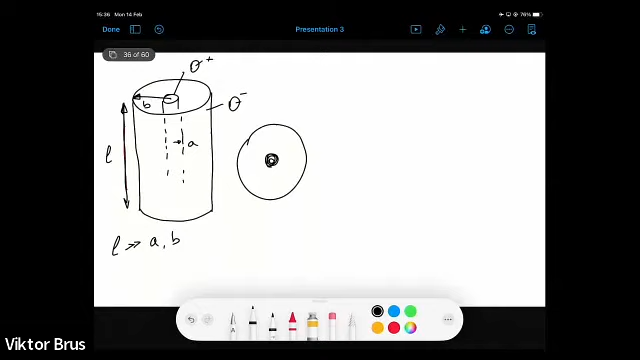 15:36 Mon 14 Feb
76%
Done
Presentation 3
36 of 60
b
a
l
l >> a, b
Viktor Brus